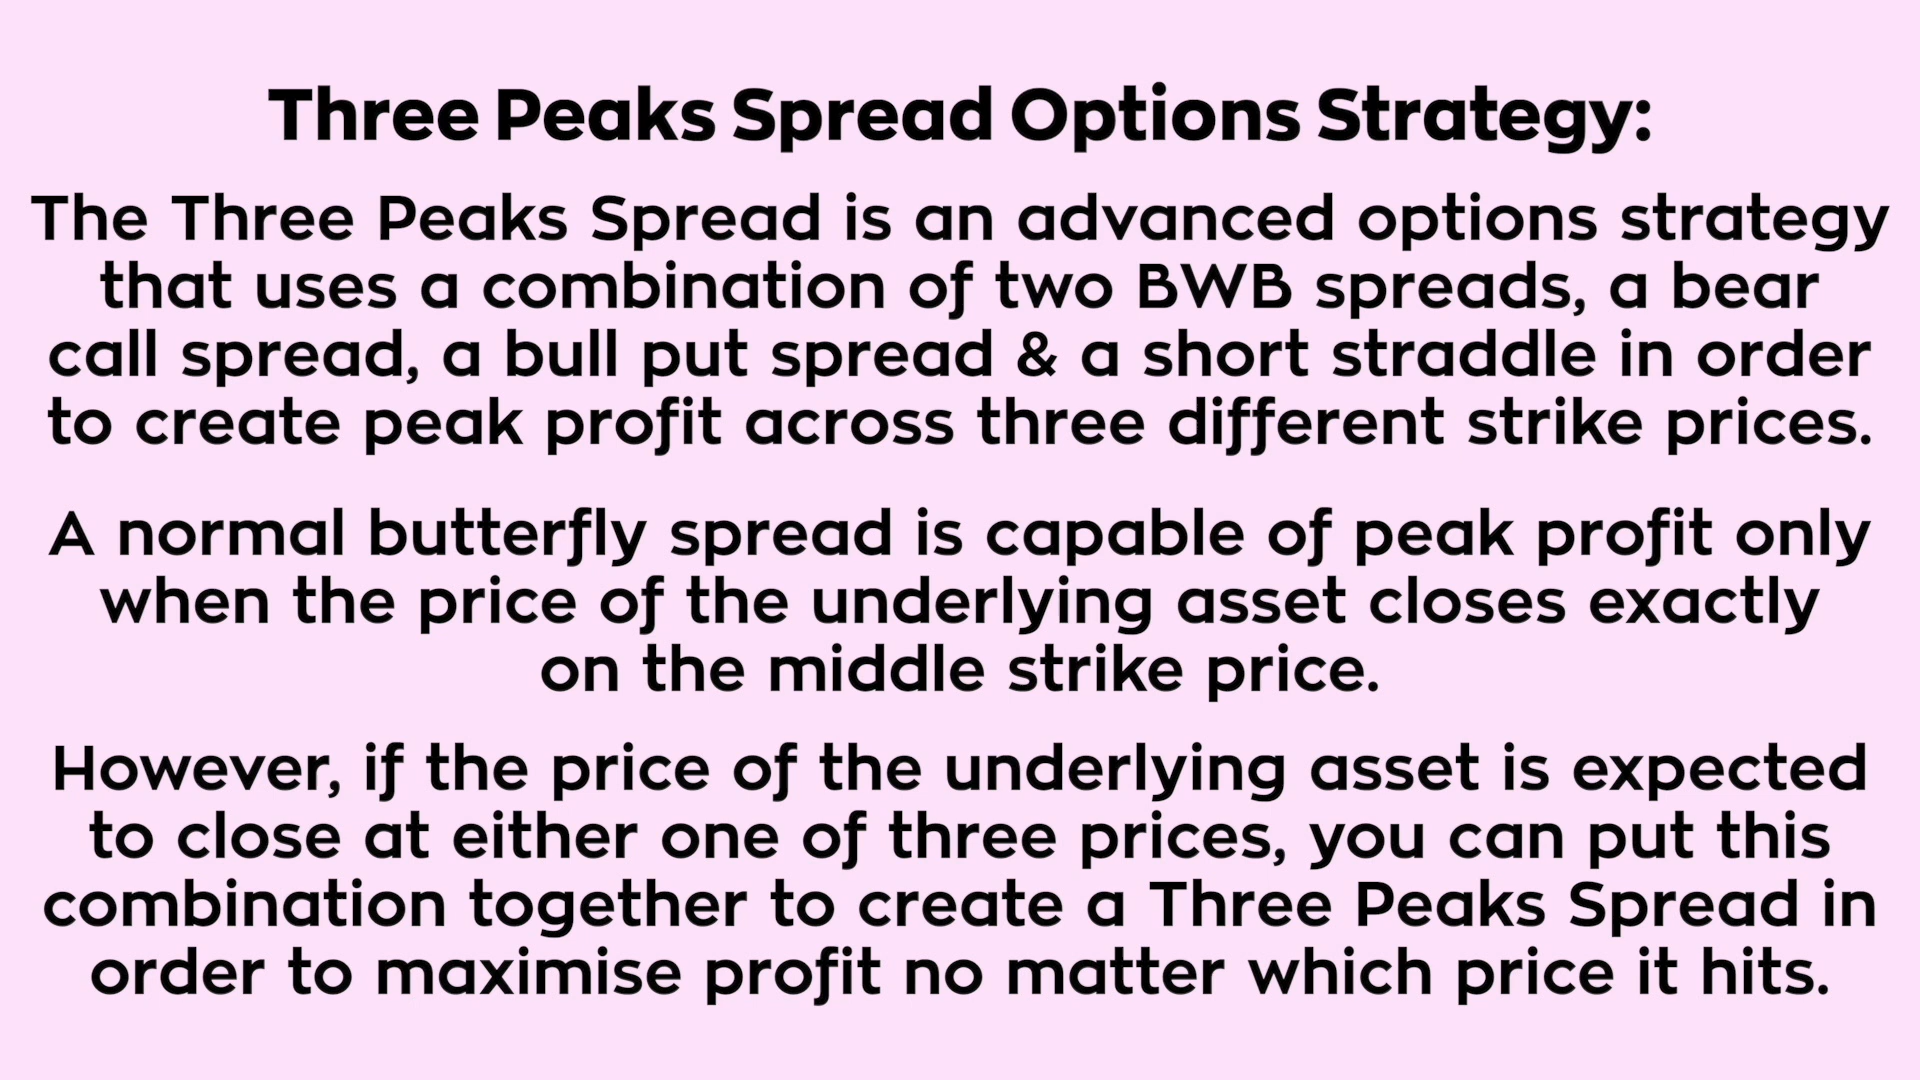 Three Peaks Spread Options Strategy:
The Three Peaks Spread is an advanced options strategy
that uses a combination of two BWB spreads, a bear
call spread, a bull put spread & a short straddle in order
to create peak profit across three different strike prices.
A normal butterfly spread is capable of peak profit only
when the price of the underlying asset closes exactly
on the middle strike price.
However, if the price of the underlying asset is expected
to close at either one of three prices, you can put this
combination together to create a Three Peaks Spread in
order to maximise profit no matter which price it hits.